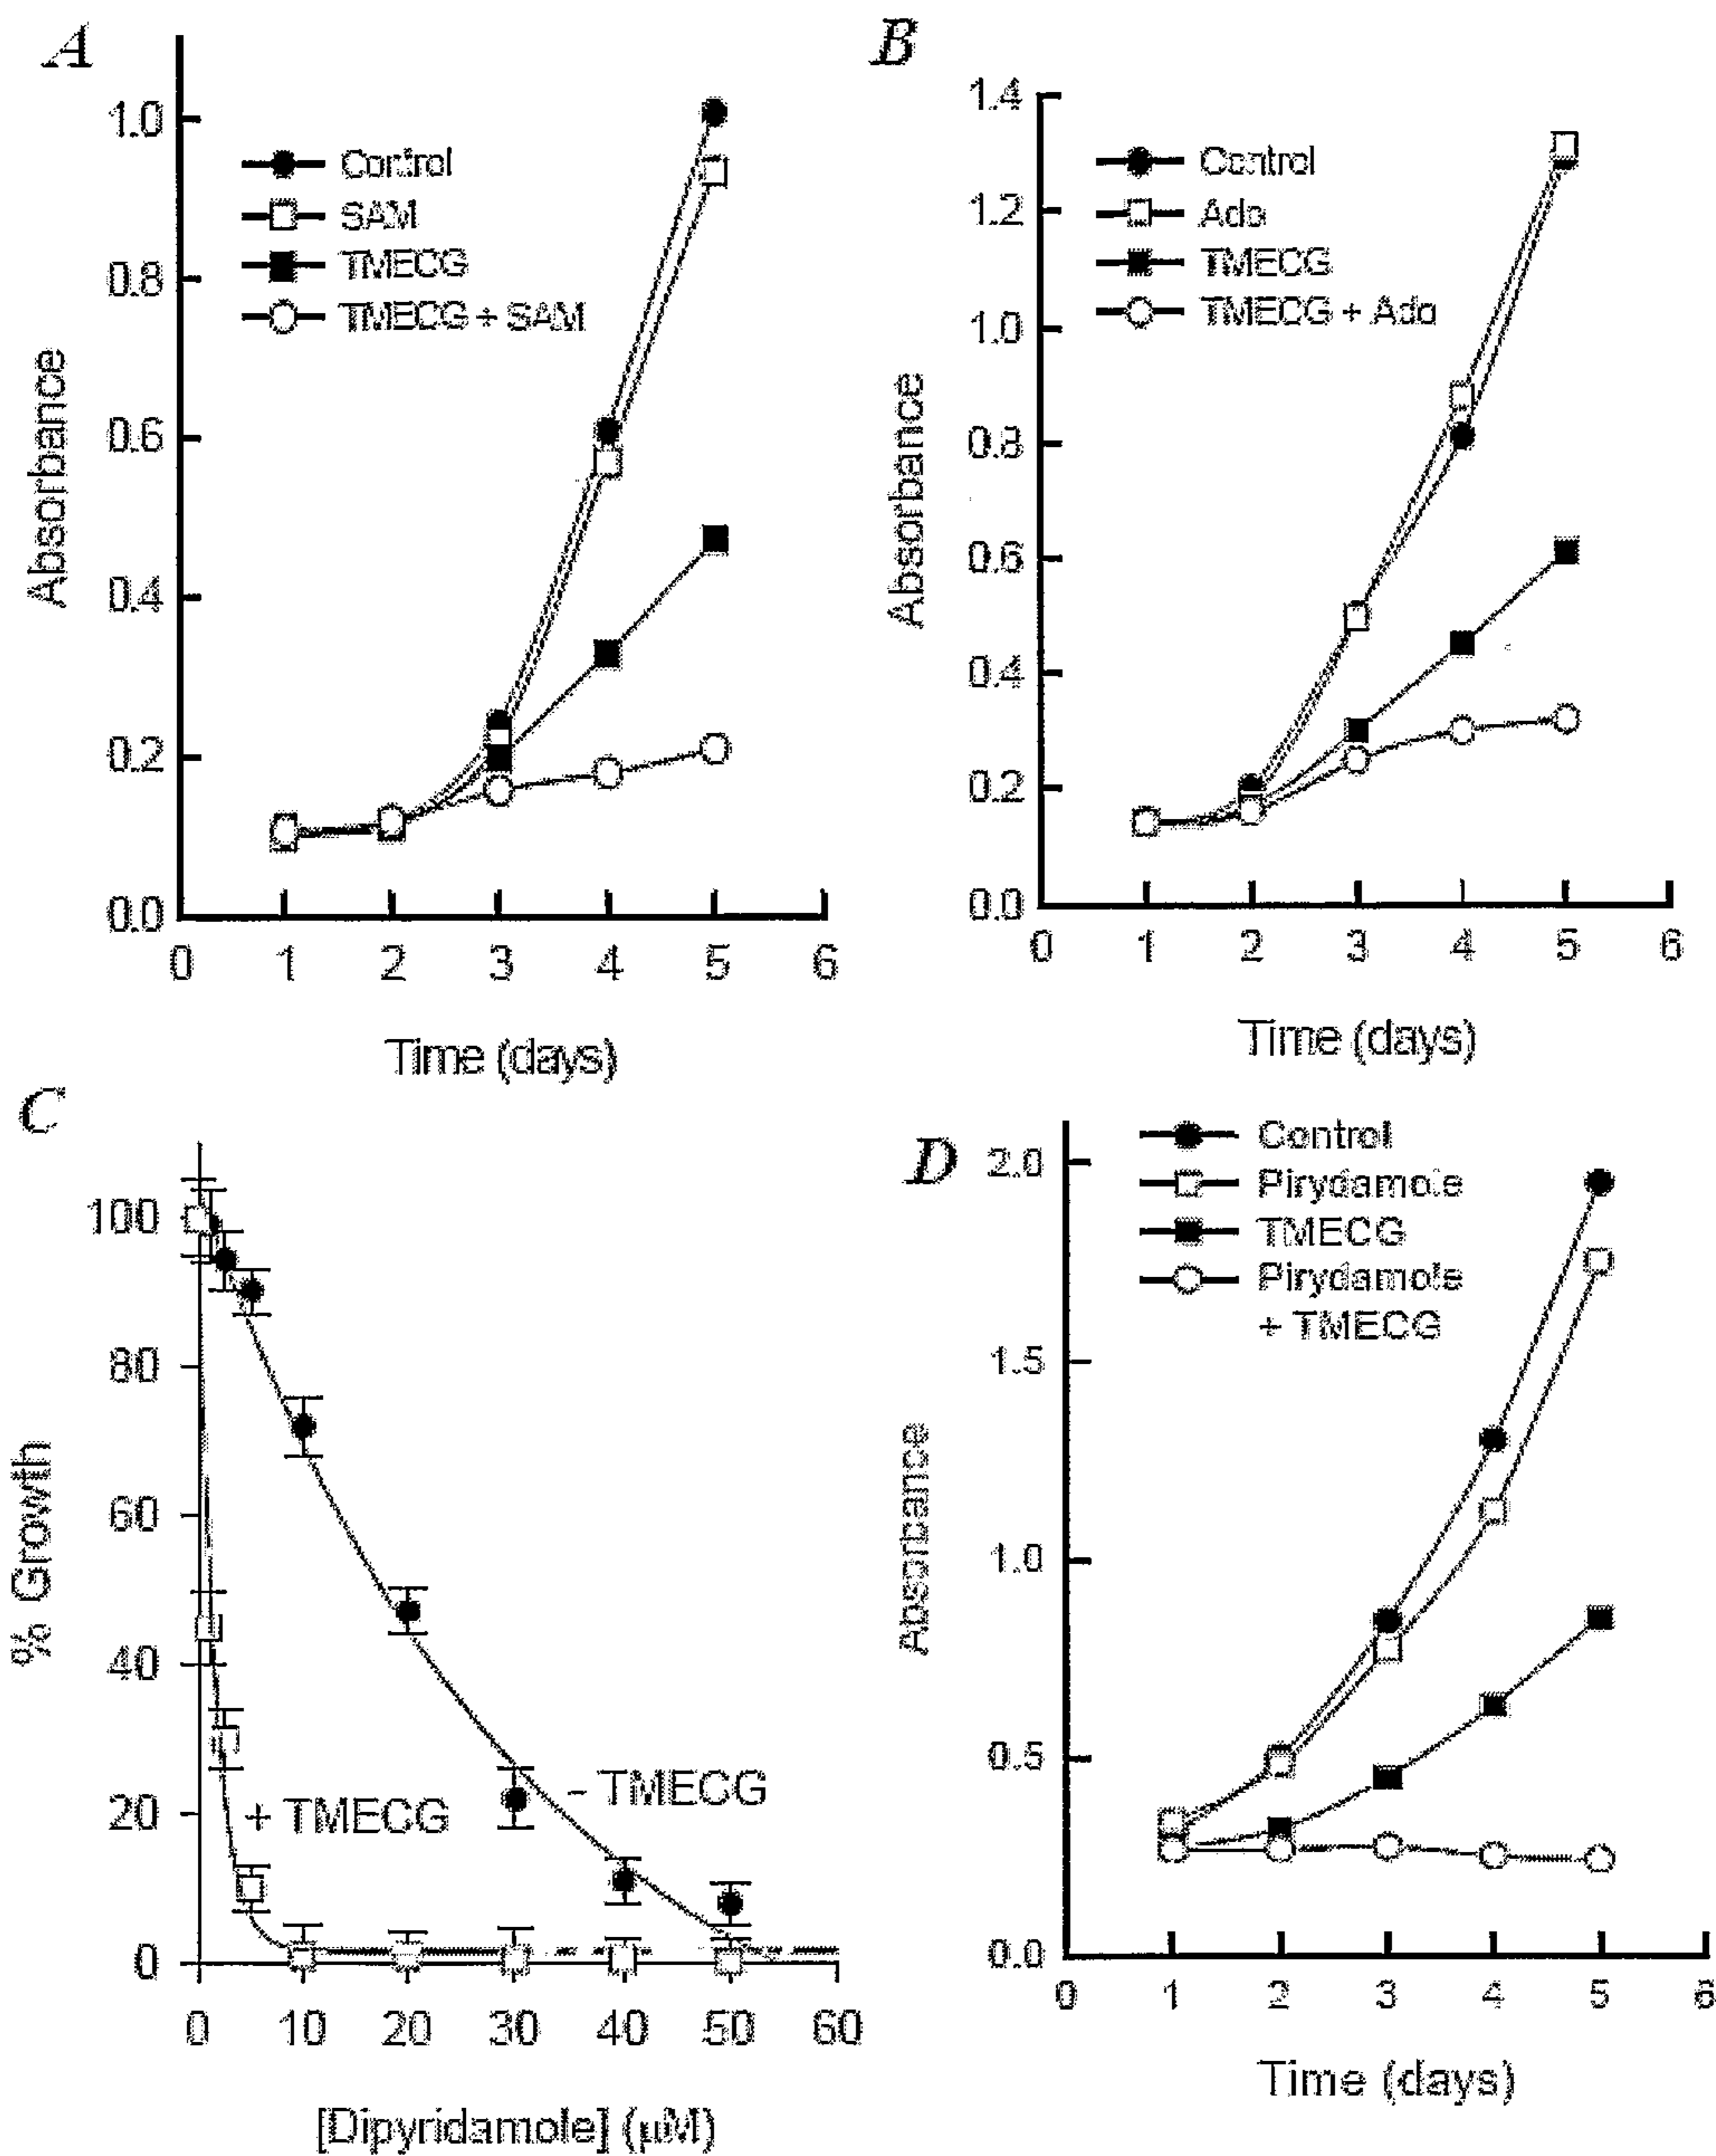 A
1.0
0.8
0.6
0.4
0.2
0.0
Absorbance
Control
SAM
TMECG
TMECG + SAM
0 1 2 3 4 5 6
Time (days)
B
1.4
1.2
1.0
0.8
0.6
0.4
0.2
0.0
Absorbance
Control
Ado
TMECG
TMECG + Ado
0 1 2 3 4 5 6
Time (days)
C
100
80
60
40
20
0
% Growth
+ TMECG
- TMECG
0 10 20 30 40 50 60
[Dipyridamole] (μM)
D
2.0
1.5
1.0
0.5
0.0
Absorbance
Control
Pirydamole
TMECG
Pirydamole
+ TMECG
0 1 2 3 4 5 6
Time (days)